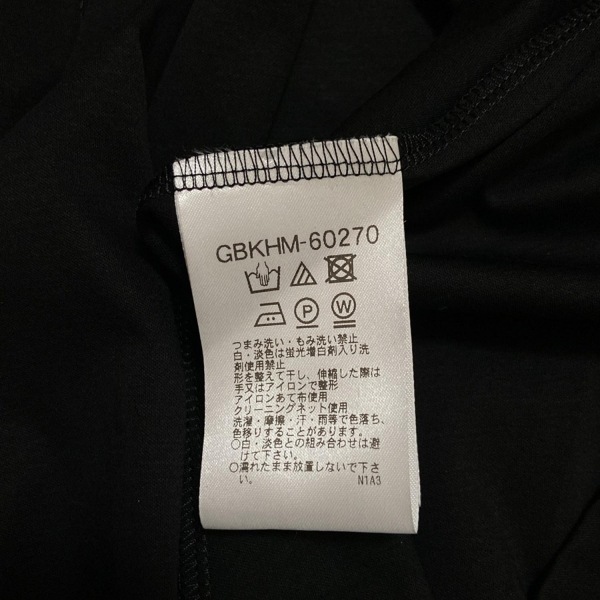 GBKHM-60270
P
W
つまみ洗い・もみ洗い禁止
白・淡色は蛍光増白剤入り洗
剤使用禁止
形を整えて干し、伸縮した際は
手又はアイロンで整形
アイロンあて布使用
クリーニングネット使用
洗濯・摩擦・汗・雨等で色落ち、
色移りすることがあります。
○白・淡色との組み合わせは避
けて下さい。
○濡れたまま放置しないで下さ
い。 N1A3